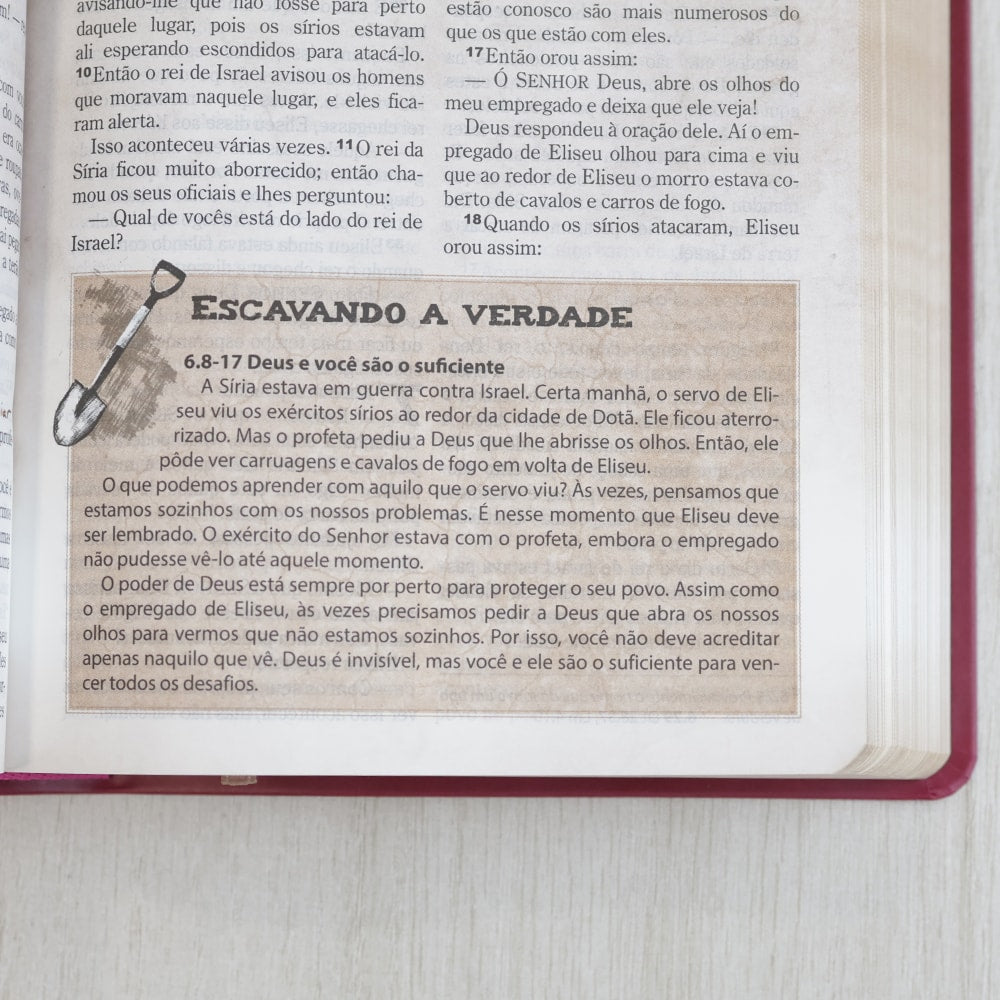 avisando-lhe que não fosse para perto
daquele lugar, pois os sírios estavam
ali esperando escondidos para atacá-lo.
10Então o rei de Israel avisou os homens
que moravam naquele lugar, e eles fica-
ram alerta.
Isso aconteceu várias vezes. 11O rei da
Síria ficou muito aborrecido; então cha-
mou os seus oficiais e lhes perguntou:
— Qual de vocês está do lado do rei de
Israel?
estão conosco são mais numerosos do
que os que estão com eles.
17Então orou assim:
— Ó SENHOR Deus, abre os olhos do
meu empregado e deixa que ele veja!
Deus respondeu à oração dele. Aí o em-
pregado de Eliseu olhou para cima e viu
que ao redor de Eliseu o morro estava co-
berto de cavalos e carros de fogo.
18Quando os sírios atacaram, Eliseu
orou assim:
ESCAVANDO A VERDADE
6.8-17 Deus e você são o suficiente
A Síria estava em guerra contra Israel. Certa manhã, o servo de Eli-
seu viu os exércitos sírios ao redor da cidade de Dotã. Ele ficou aterro-
rizado. Mas o profeta pediu a Deus que lhe abrisse os olhos. Então, ele
pôde ver carruagens e cavalos de fogo em volta de Eliseu.
O que podemos aprender com aquilo que o servo viu? Às vezes, pensamos que
estamos sozinhos com os nossos problemas. É nesse momento que Eliseu deve
ser lembrado. O exército do Senhor estava com o profeta, embora o empregado
não pudesse vê-lo até aquele momento.
O poder de Deus está sempre por perto para proteger o seu povo. Assim como
o empregado de Eliseu, às vezes precisamos pedir a Deus que abra os nossos
olhos para vermos que não estamos sozinhos. Por isso, você não deve acreditar
apenas naquilo que vê. Deus é invisível, mas você e ele são o suficiente para ven-
cer todos os desafios.